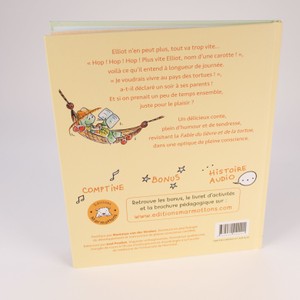 Elliot n'en peut plus, tout va trop vite...
« Hop ! Hop ! Hop ! Plus vite Elliot, nom d'une carotte ! »,
voilà ce qu'il entend à longueur de journée.
« Je voudrais vivre au pays des tortues ! »,
a-t-il déclaré un soir à ses parents !
Et si on prenait un peu de temps ensemble,
juste pour le plaisir ?
Un délicieux conte,
plein d'humour et de tendresse,
revisitant la Fable du lièvre et de la tortue,
dans une optique de pleine conscience.
COMPTINE
BONUS
HISTOIRE
AUDIO
Retrouve les bonus, le livret d'activités
et la brochure pédagogique sur :
www.editionsmarmottons.com